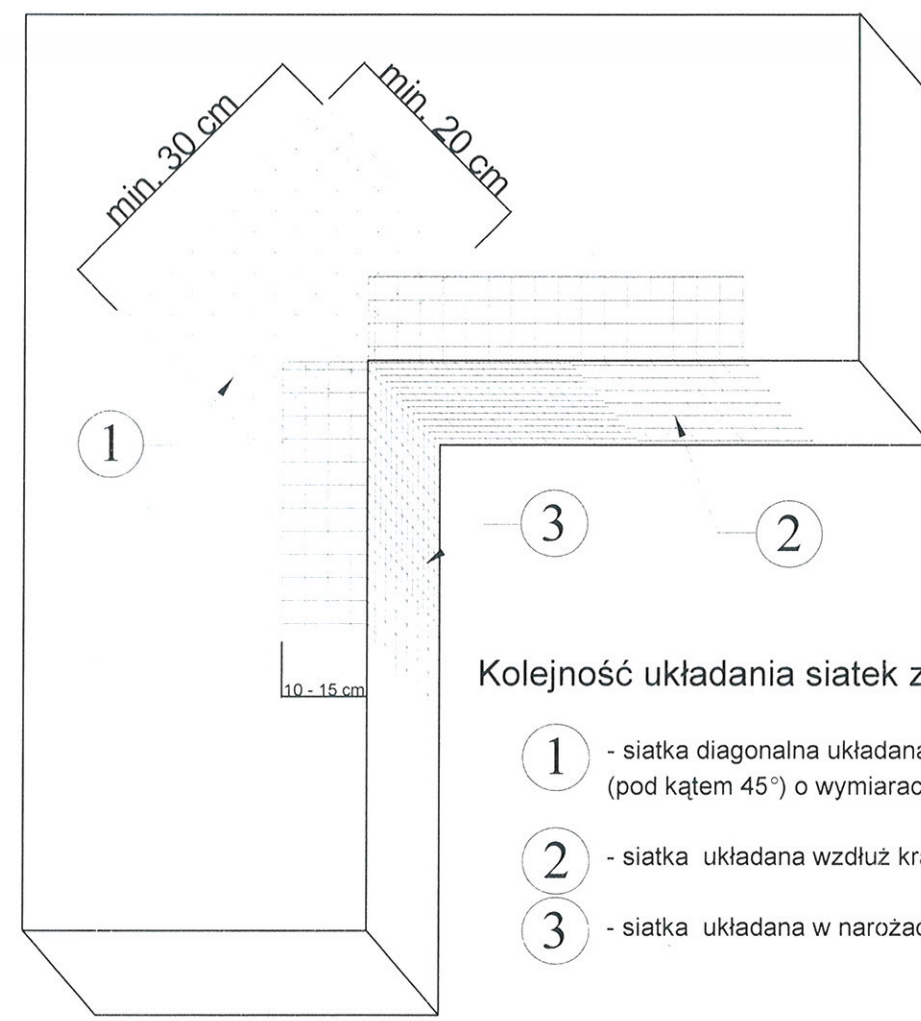 min. 30 cm
min. 20 cm
1
3
2
10 - 15 cm
Kolejność układania siatek z
1 - siatka diagonalna układana
(pod kątem 45°) o wymiarac
2 - siatka układana wzdłuż kra
3 - siatka układana w narożac